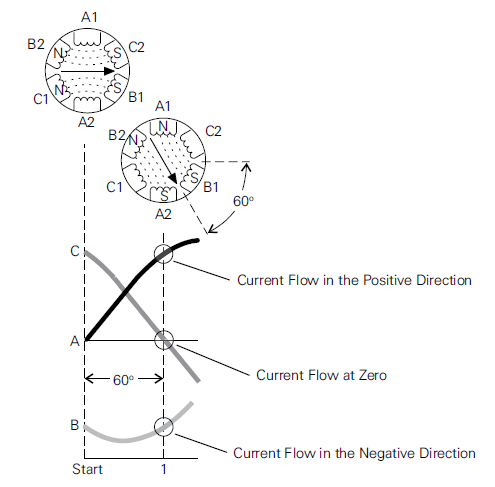 A1
B2
C2
N
S
N
S
C1
B1
A2
A1
B2
N
N
C2
C1
S
S
B1
A2
60°
C
Current Flow in the Positive Direction
A
Current Flow at Zero
60°
B
Current Flow in the Negative Direction
Start
1